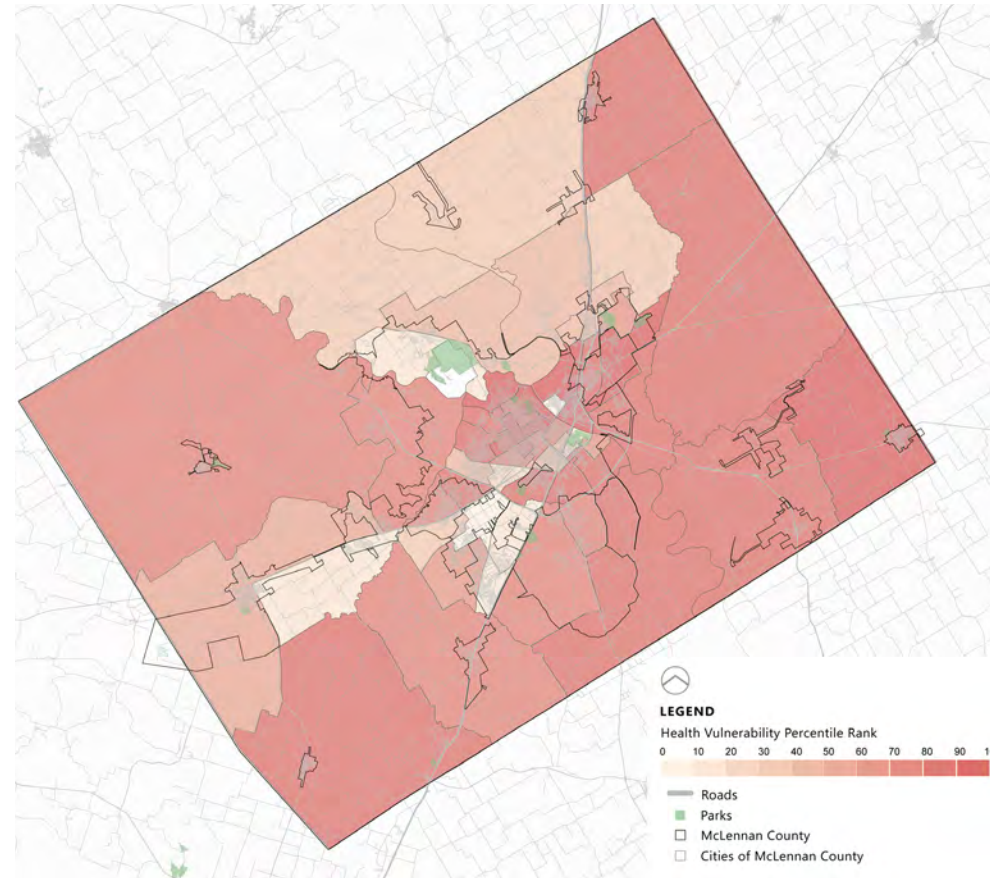 LEGEND
Health Vulnerability Percentile Rank
0 10 20 30 40 50 60 70 80 90 1
Roads
Parks
McLennan County
Cities of McLennan County